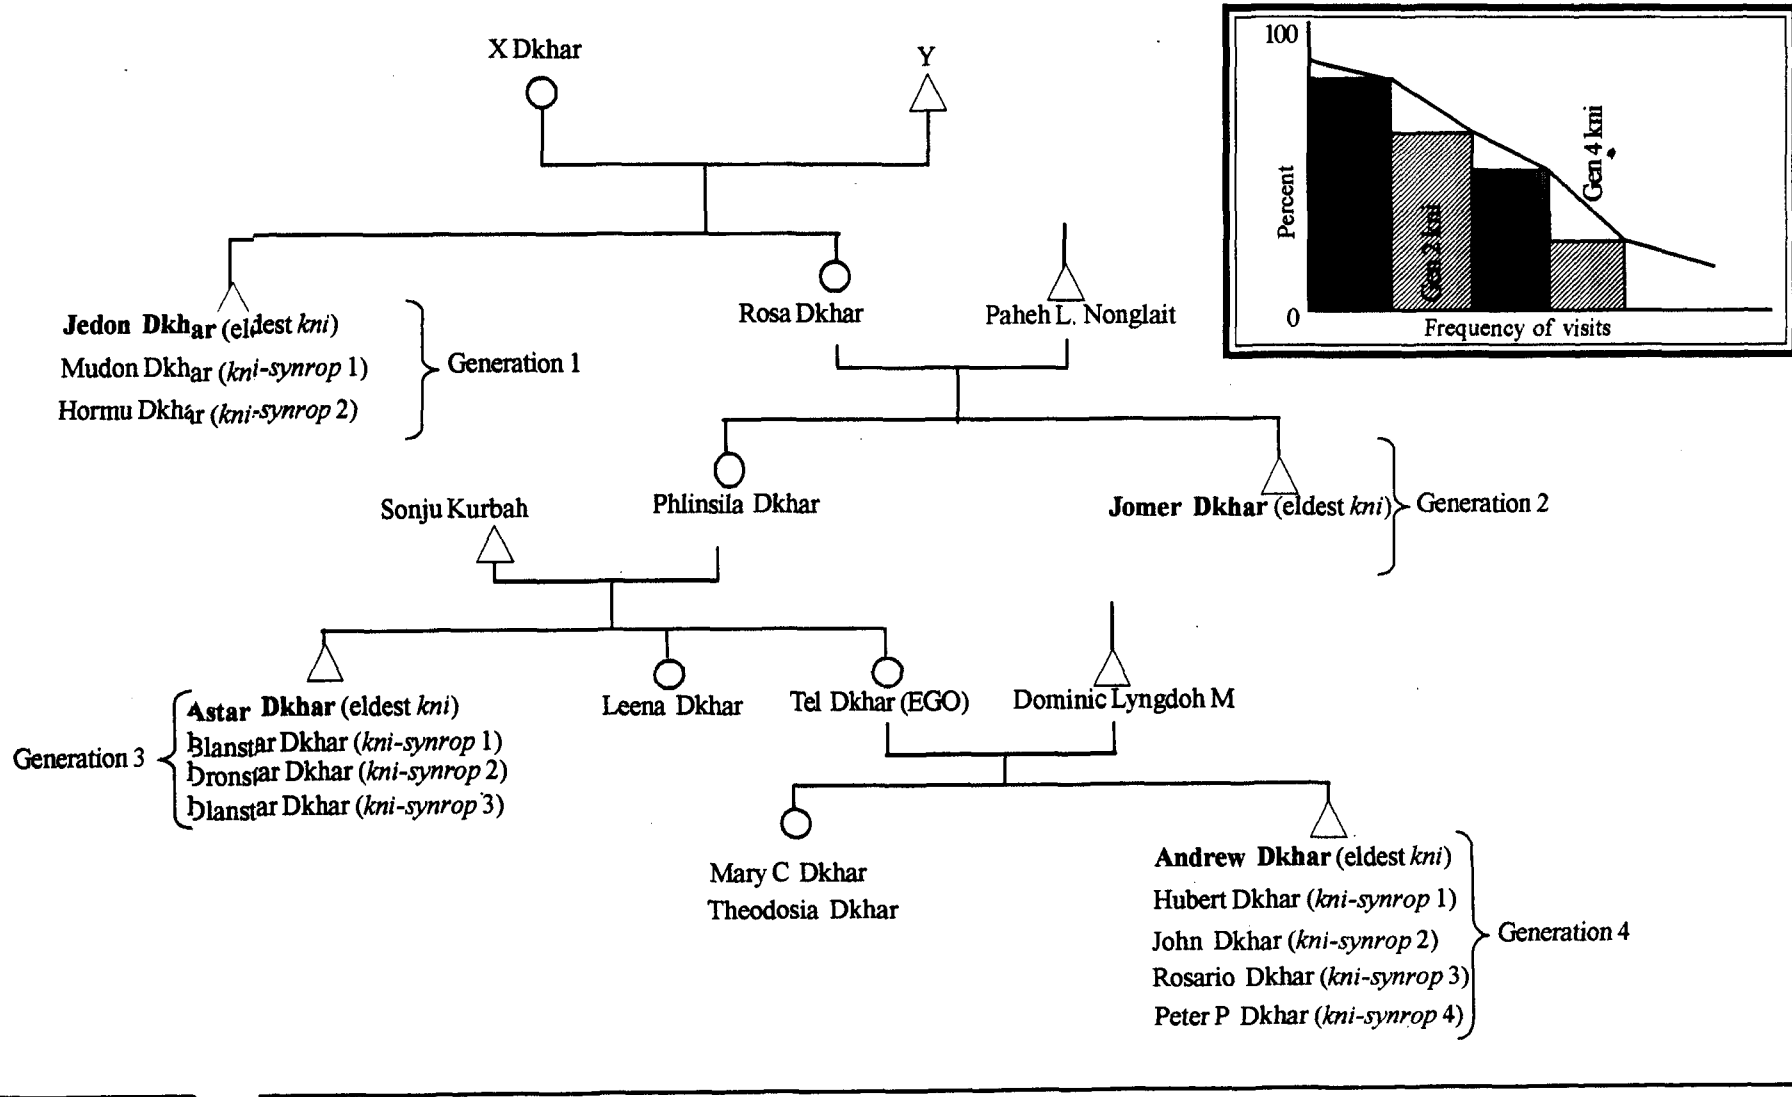 X Dkhar
Y
100
Percent
Gen 2 kni
Gen 4 kni
0
Frequency of visits
Jedon Dkhar (eldest kni)
Mudon Dkhar (kni-synrop 1)
Hormu Dkhar (kni-synrop 2)
Generation 1
Rosa Dkhar
Paheh L. Nonglait
Sonju Kurbah
Phlinsila Dkhar
Jomer Dkhar (eldest kni)
Generation 2
Generation 3
Astar Dkhar (eldest kni)
Blanstar Dkhar (kni-synrop 1)
Dronstar Dkhar (kni-synrop 2)
Dlanstar Dkhar (kni-synrop 3)
Leena Dkhar
Tel Dkhar (EGO)
Dominic Lyngdoh M
Mary C Dkhar
Theodosia Dkhar
Andrew Dkhar (eldest kni)
Hubert Dkhar (kni-synrop 1)
John Dkhar (kni-synrop 2)
Rosario Dkhar (kni-synrop 3)
Peter P Dkhar (kni-synrop 4)
Generation 4